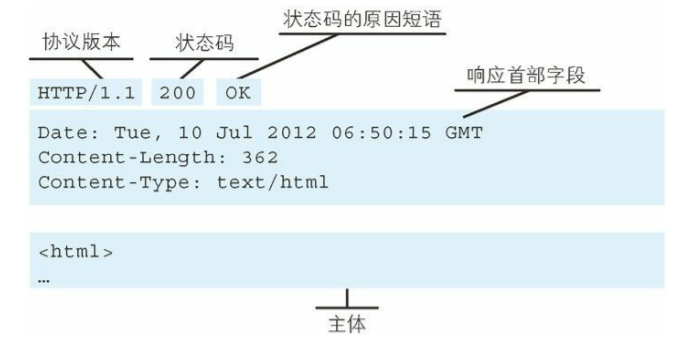 状态码的原因短语
协议版本 状态码
响应首部字段
HTTP/1.1 200 OK
Date: Tue, 10 Jul 2012 06:50:15 GMT
Content-Length: 362
Content-Type: text/html
<html>
…
主体